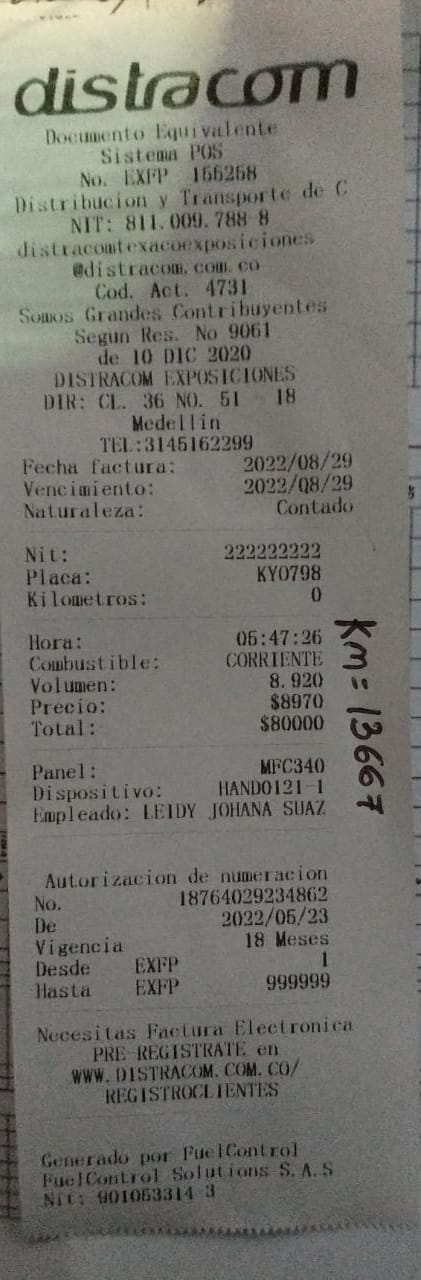 distracom
Documento Equivalente
Sistema POS
No. EXFP 155258
Distribucion y Transporte de C
NIT: 811.009.788-8
distracomtexacoexposiciones
@distracom.com.co
Cod. Act. 4731
Somos Grandes Contribuyentes
Segun Res. No 9061
de 10 DIC 2020
DISTRACOM EXPOSICIONES
DIR: CL. 36 NO. 51 - 18
Medellin
TEL:3145162299
Fecha factura: 2022/08/29
Vencimiento: 2022/08/29
Naturaleza: Contado
Nit: 222222222
Placa: KYO798
Kilometros: 0
Hora: 05:47:26
Combustible: CORRIENTE
Volumen: 8.920
Precio: $8970
Total: $80000
Km=13667
Panel: MFC340
Dispositivo: HAND0121-1
Empleado: LEIDY JOHANA SUAZ
Autorizacion de numeracion
No. 18764029234862
De 2022/05/23
Vigencia 18 Meses
Desde EXFP 1
Hasta EXFP 999999
Necesitas Factura Electronica
PRE-REGISTRATE en
WWW.DISTRACOM.COM.CO/
REGISTROCLIENTES
Generado por FuelControl
FuelControl Solutions S.A.S
Nit: 901053314-3